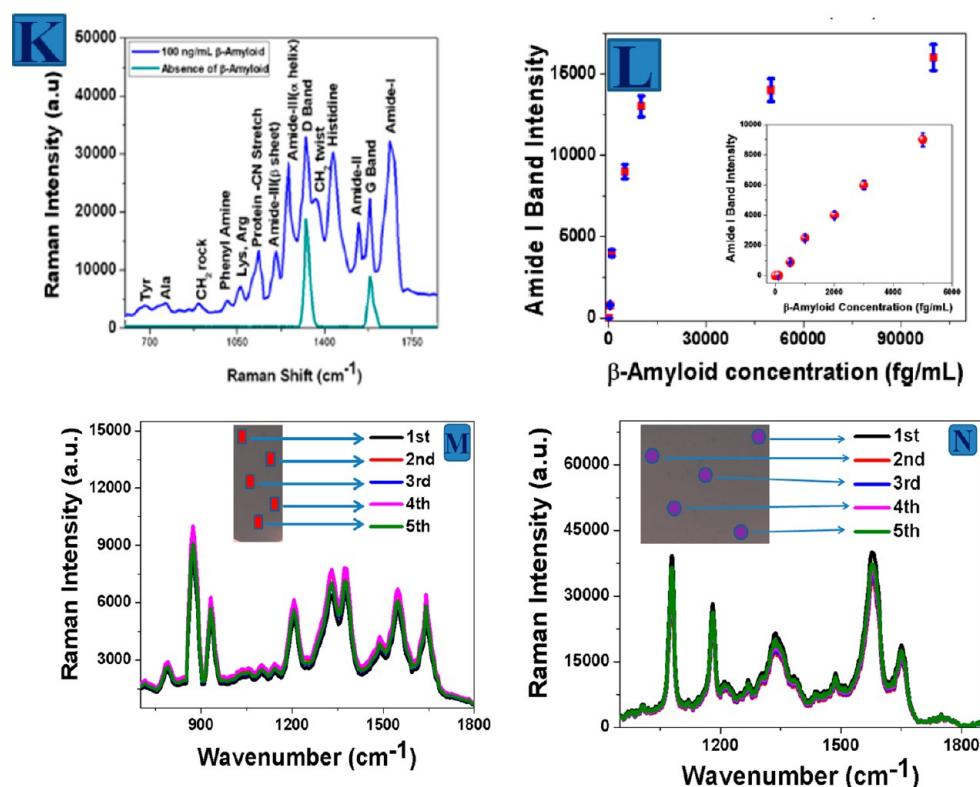 K
50000
40000
30000
20000
10000
0
Raman Intensity (a.u)
100 ng/mL β-Amyloid
Absence of β-Amyloid
Tyr
Ala
CH2 rock
Phenyl Amine
Lys, Arg
Protein -CN Stretch
Amide-III(β sheet)
Amide-III(α helix)
D Band
CH2 twist
Histidine
Amide-II
G Band
Amide-I
700 1050 1400 1750
Raman Shift (cm-1)
L
15000
12000
9000
6000
3000
0
Amide I Band Intensity
10000
8000
6000
4000
2000
0
Amide I Band Intensity
0 2000 4000 6000
β-Amyloid Concentration (fg/mL)
0 30000 60000 90000
β-Amyloid concentration (fg/mL)
M
15000
12000
9000
6000
3000
Raman Intensity (a.u.)
1st
2nd
3rd
4th
5th
900 1200 1500 1800
Wavenumber (cm-1)
N
60000
45000
30000
15000
0
Raman Intensity (a.u.)
1st
2nd
3rd
4th
5th
1200 1500 1800
Wavenumber (cm-1)